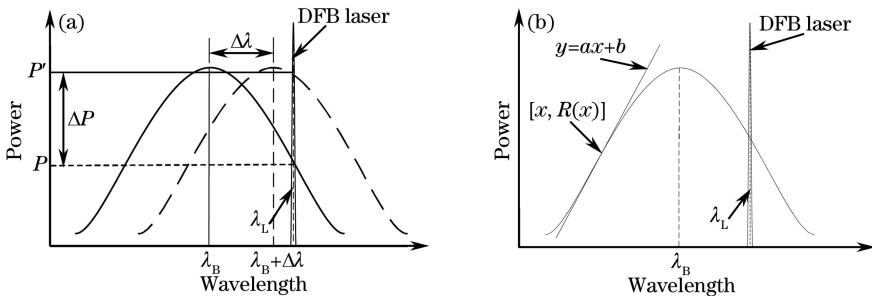 (a)
DFB laser
Δλ
P′
ΔP
P
Power
λL
λB
λB+Δλ
Wavelength
(b)
DFB laser
y=ax+b
[x, R(x)]
Power
λL
λB
Wavelength